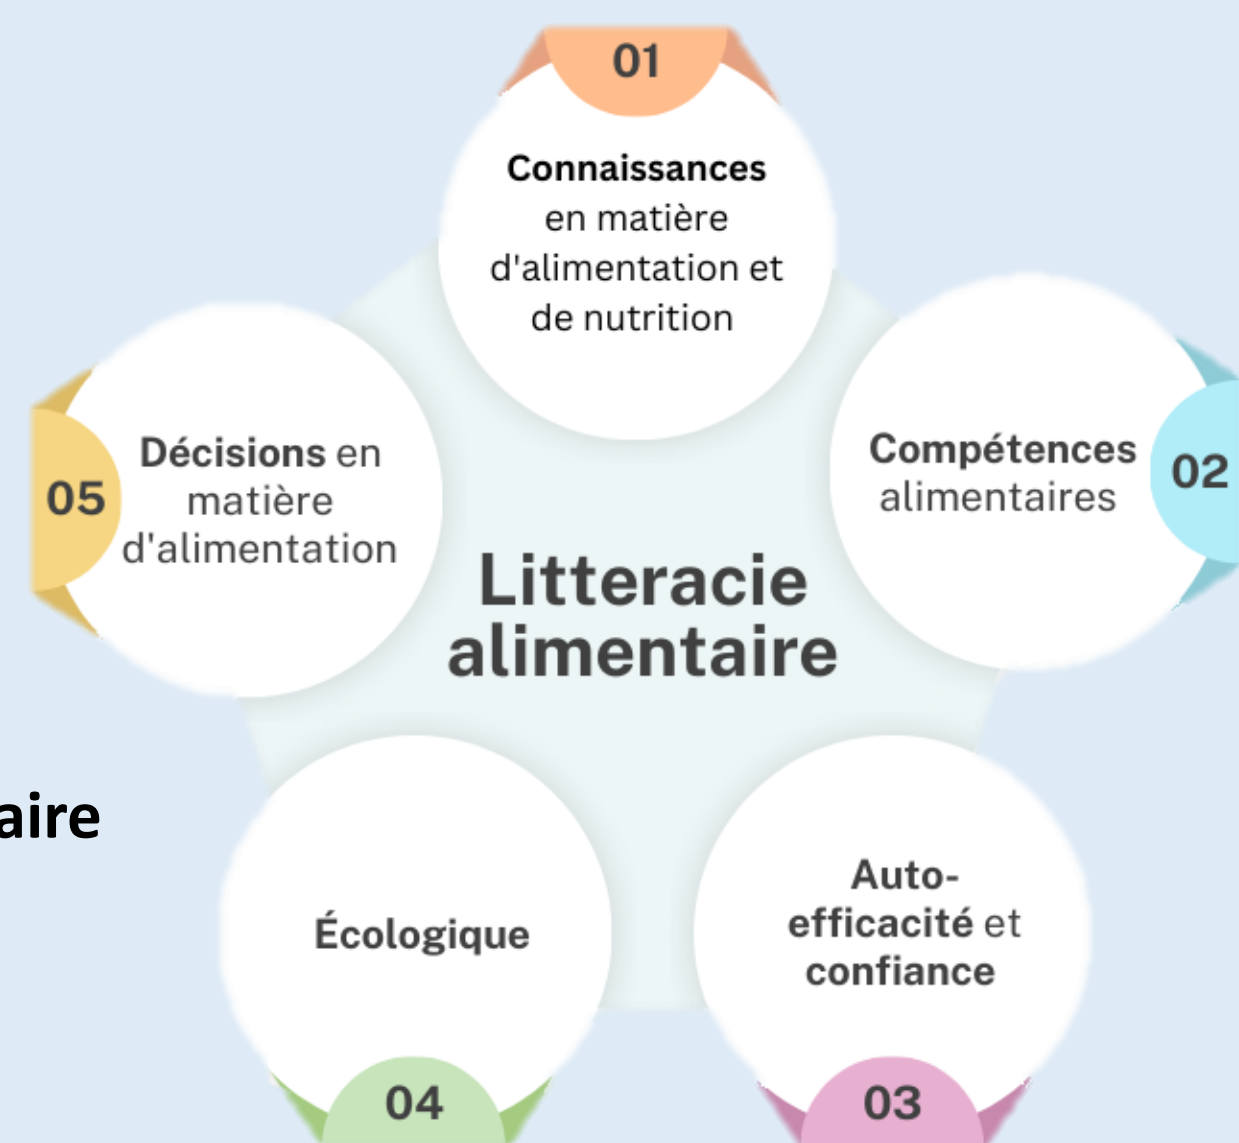 01
Connaissances
en matière
d'alimentation et
de nutrition
Compétences
alimentaires
02
05
Décisions en
matière
d'alimentation
Litteracie
alimentaire
aire
Auto-
efficacité et
confiance
03
Écologique
04